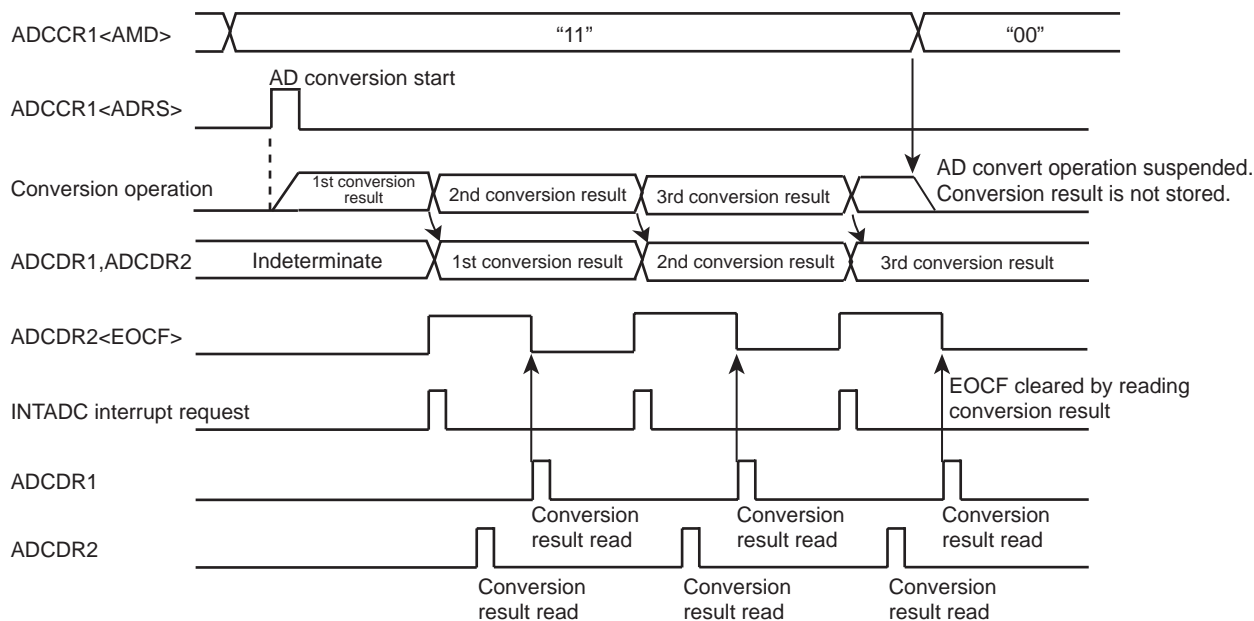 ADCCR1<AMD>
“11”
“00”
AD conversion start
ADCCR1<ADRS>
AD convert operation suspended.
Conversion result is not stored.
Conversion operation
1st conversion
result
2nd conversion result
3rd conversion result
ADCDR1,ADCDR2
Indeterminate
1st conversion result
2nd conversion result
3rd conversion result
ADCDR2<EOCF>
EOCF cleared by reading
conversion result
INTADC interrupt request
ADCDR1
Conversion
result read
Conversion
result read
Conversion
result read
ADCDR2
Conversion
result read
Conversion
result read
Conversion
result read